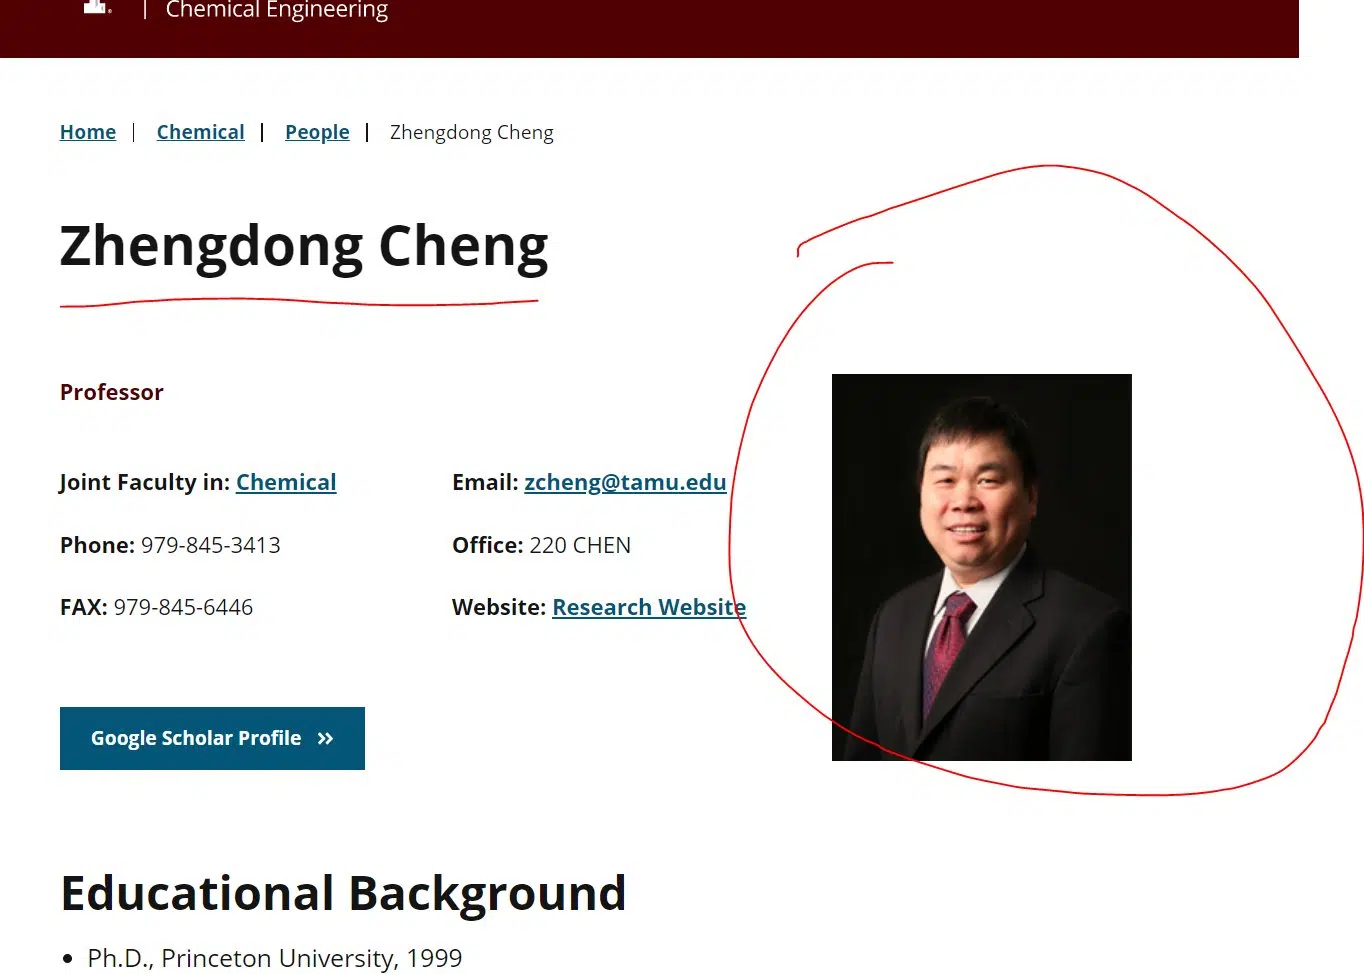 Chemical Engineering
Home | Chemical | People | Zhengdong Cheng
Zhengdong Cheng
Professor
Joint Faculty in: Chemical
Email: zcheng@tamu.edu
Phone: 979-845-3413
Office: 220 CHEN
FAX: 979-845-6446
Website: Research Website
Google Scholar Profile »
Educational Background
• Ph.D., Princeton University, 1999